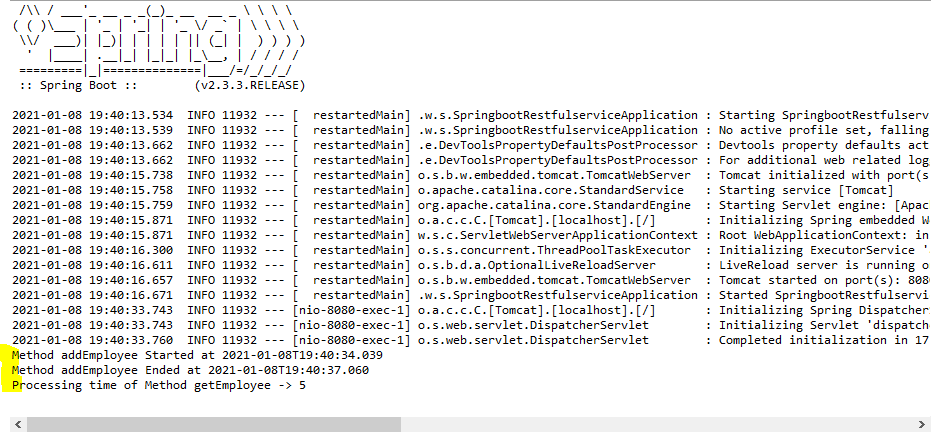 /\\ / ___'_ __ _ _(_)_ __  __ _ \ \ \ \
( ( )\___ | '_ | '_| | '_ \/ _` | \ \ \ \
 \\/  ___)| |_)| | | | | || (_| |  ) ) ) )
  '  |____| .__|_| |_|_| |_\__, | / / / /
 =========|_|==============|___/=/_/_/_/
 :: Spring Boot ::        (v2.3.3.RELEASE)
2021-01-08 19:40:13.534  INFO 11932 --- [  restartedMain] .w.s.SpringbootRestfulserviceApplication : Starting SpringbootRestfulserv
2021-01-08 19:40:13.539  INFO 11932 --- [  restartedMain] .w.s.SpringbootRestfulserviceApplication : No active profile set, falling
2021-01-08 19:40:13.662  INFO 11932 --- [  restartedMain] .e.DevToolsPropertyDefaultsPostProcessor : Devtools property defaults act
2021-01-08 19:40:13.662  INFO 11932 --- [  restartedMain] .e.DevToolsPropertyDefaultsPostProcessor : For additional web related log
2021-01-08 19:40:15.738  INFO 11932 --- [  restartedMain] o.s.b.w.embedded.tomcat.TomcatWebServer  : Tomcat initialized with port(s
2021-01-08 19:40:15.758  INFO 11932 --- [  restartedMain] o.apache.catalina.core.StandardService   : Starting service [Tomcat]
2021-01-08 19:40:15.759  INFO 11932 --- [  restartedMain] org.apache.catalina.core.StandardEngine  : Starting Servlet engine: [Apac
2021-01-08 19:40:15.871  INFO 11932 --- [  restartedMain] o.a.c.c.C.[Tomcat].[localhost].[/]       : Initializing Spring embedded W
2021-01-08 19:40:15.871  INFO 11932 --- [  restartedMain] w.s.c.ServletWebServerApplicationContext : Root WebApplicationContext: in
2021-01-08 19:40:16.300  INFO 11932 --- [  restartedMain] o.s.s.concurrent.ThreadPoolTaskExecutor  : Initializing ExecutorService '
2021-01-08 19:40:16.611  INFO 11932 --- [  restartedMain] o.s.b.d.a.OptionalLiveReloadServer       : LiveReload server is running o
2021-01-08 19:40:16.657  INFO 11932 --- [  restartedMain] o.s.b.w.embedded.tomcat.TomcatWebServer  : Tomcat started on port(s): 8080
2021-01-08 19:40:16.671  INFO 11932 --- [  restartedMain] .w.s.SpringbootRestfulserviceApplication : Started SpringbootRestfulservi
2021-01-08 19:40:33.743  INFO 11932 --- [nio-8080-exec-1] o.a.c.c.C.[Tomcat].[localhost].[/]       : Initializing Spring Dispatcher
2021-01-08 19:40:33.743  INFO 11932 --- [nio-8080-exec-1] o.s.web.servlet.DispatcherServlet        : Initializing Servlet 'dispatch
2021-01-08 19:40:33.760  INFO 11932 --- [nio-8080-exec-1] o.s.web.servlet.DispatcherServlet        : Completed initialization in 17
Method addEmployee Started at 2021-01-08T19:40:34.039
Method addEmployee Ended at 2021-01-08T19:40:37.060
Processing time of Method getEmployee -> 5